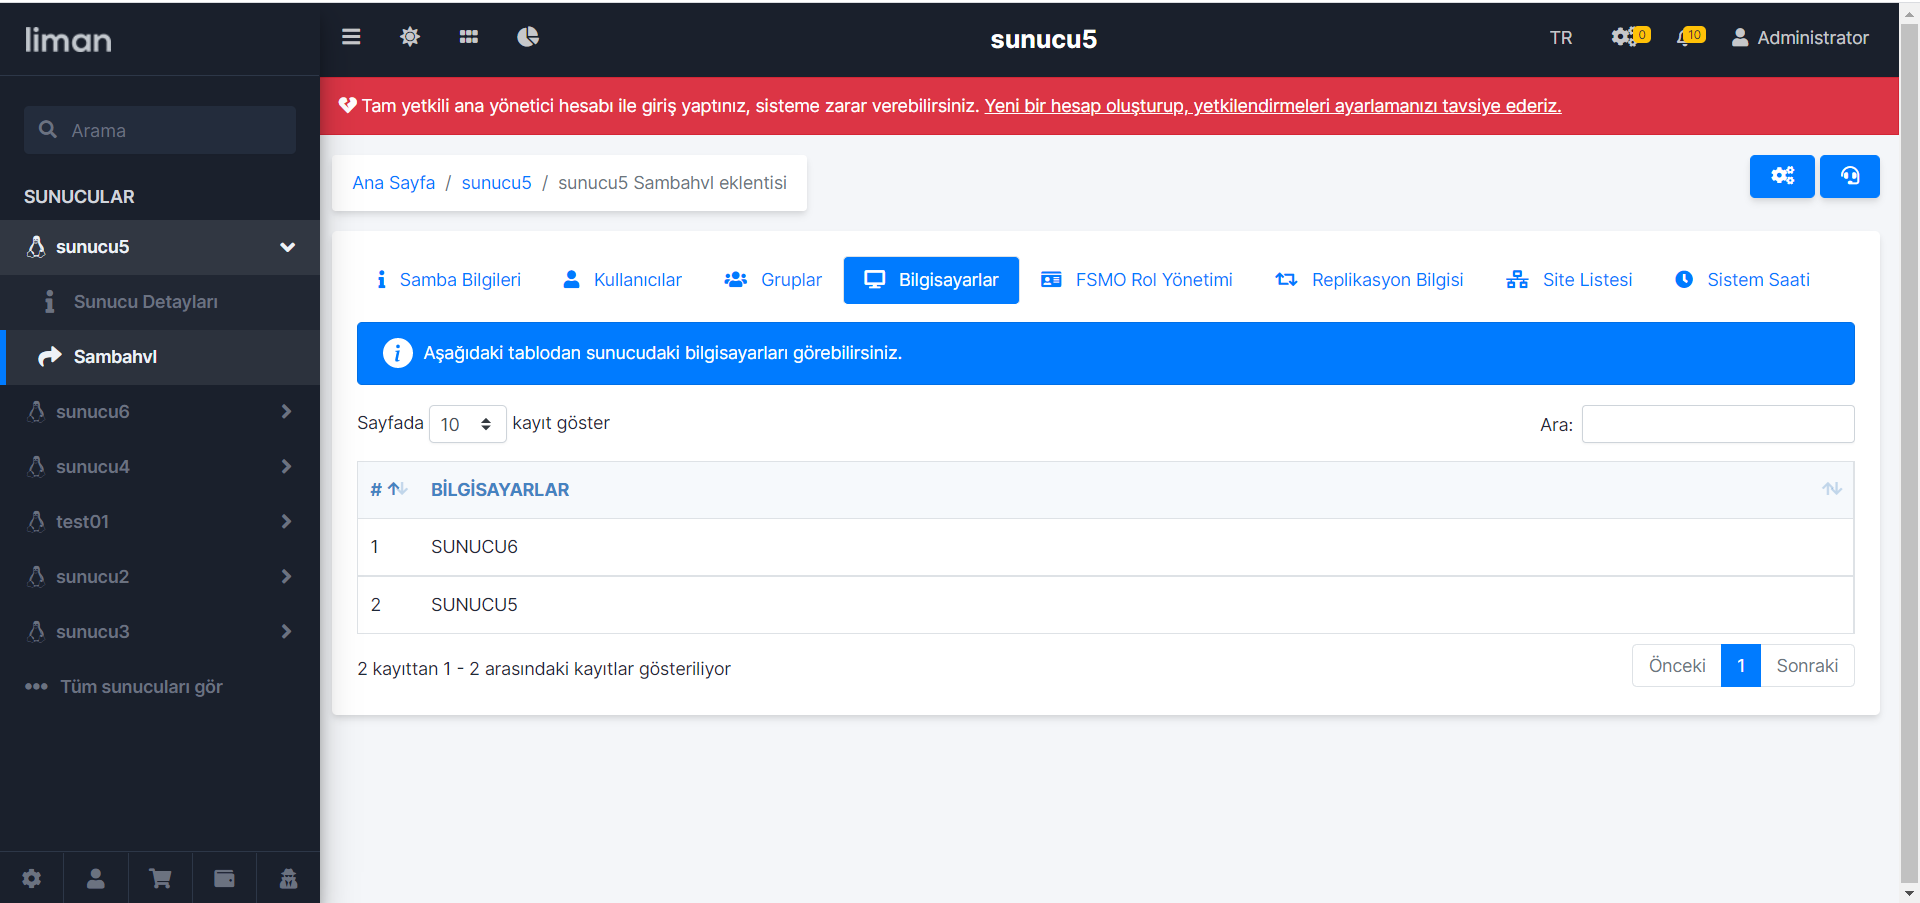 liman
sunucu5
TR
0
10
Administrator
Tam yetkili ana yönetici hesabı ile giriş yaptınız, sisteme zarar verebilirsiniz. Yeni bir hesap oluşturup, yetkilendirmeleri ayarlamanızı tavsiye ederiz.
Arama
SUNUCULAR
sunucu5
Sunucu Detayları
Sambahvl
sunucu6
sunucu4
test01
sunucu2
sunucu3
Tüm sunucuları gör
Ana Sayfa / sunucu5 / sunucu5 Sambahvl eklentisi
Samba Bilgileri
Kullanıcılar
Gruplar
Bilgisayarlar
FSMO Rol Yönetimi
Replikasyon Bilgisi
Site Listesi
Sistem Saati
Aşağıdaki tablodan sunucudaki bilgisayarları görebilirsiniz.
Sayfada 10 kayıt göster
Ara:
# BİLGİSAYARLAR
1 SUNUCU6
2 SUNUCU5
2 kayıttan 1 - 2 arasındaki kayıtlar gösteriliyor
Önceki 1 Sonraki